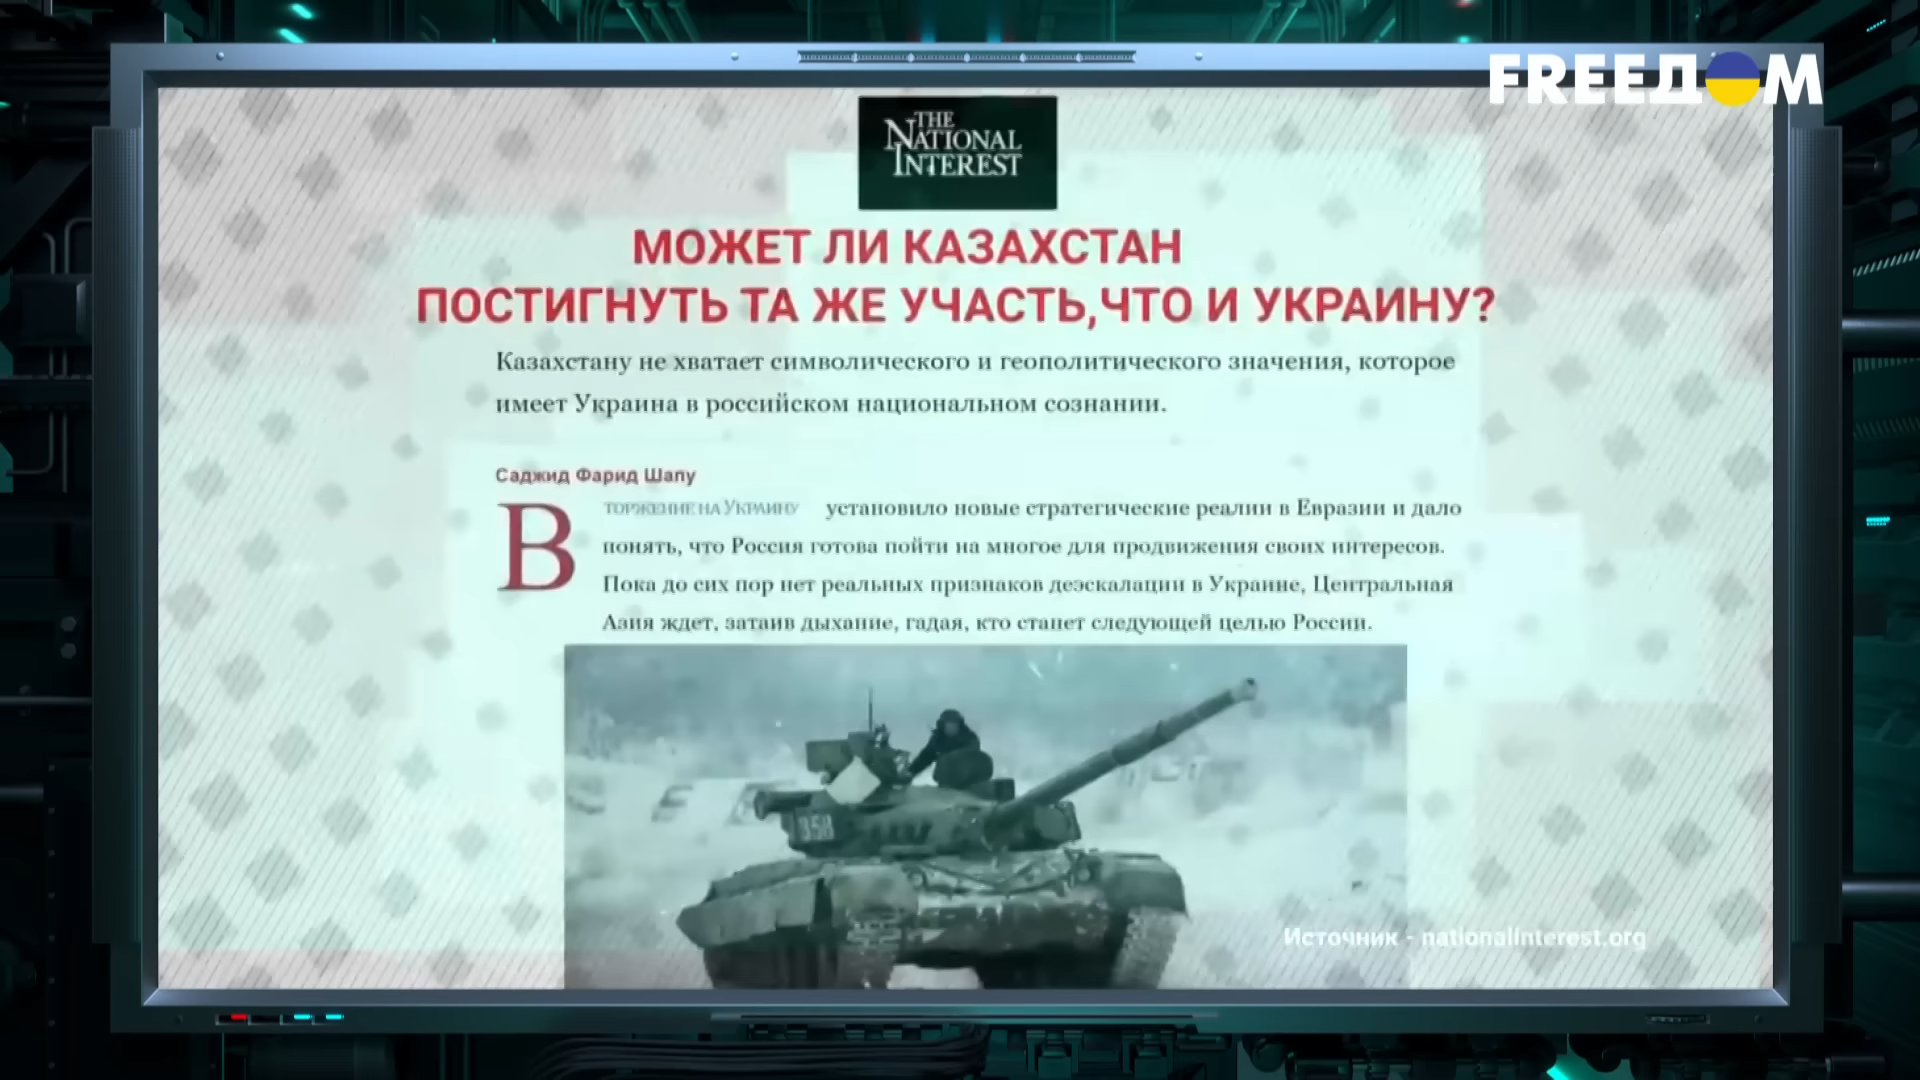 FREEДOM
THE
NATIONAL
INTEREST
МОЖЕТ ЛИ КАЗАХСТАН
ПОСТИГНУТЬ ТА ЖЕ УЧАСТЬ,ЧТО И УКРАИНУ?
Казахстану не хватает символического и геополитического значения, которое
имеет Украина в российском национальном сознании.
Саджид Фарид Шапу
ВТОРЖЕНИЕ НА УКРАИНУ установило новые стратегические реалии в Евразии и дало
понять, что Россия готова пойти на многое для продвижения своих интересов.
Пока до сих пор нет реальных признаков деэскалации в Украине, Центральная
Азия ждет, затаив дыхание, гадая, кто станет следующей целью России.
358
Источник - nationalinterest.org